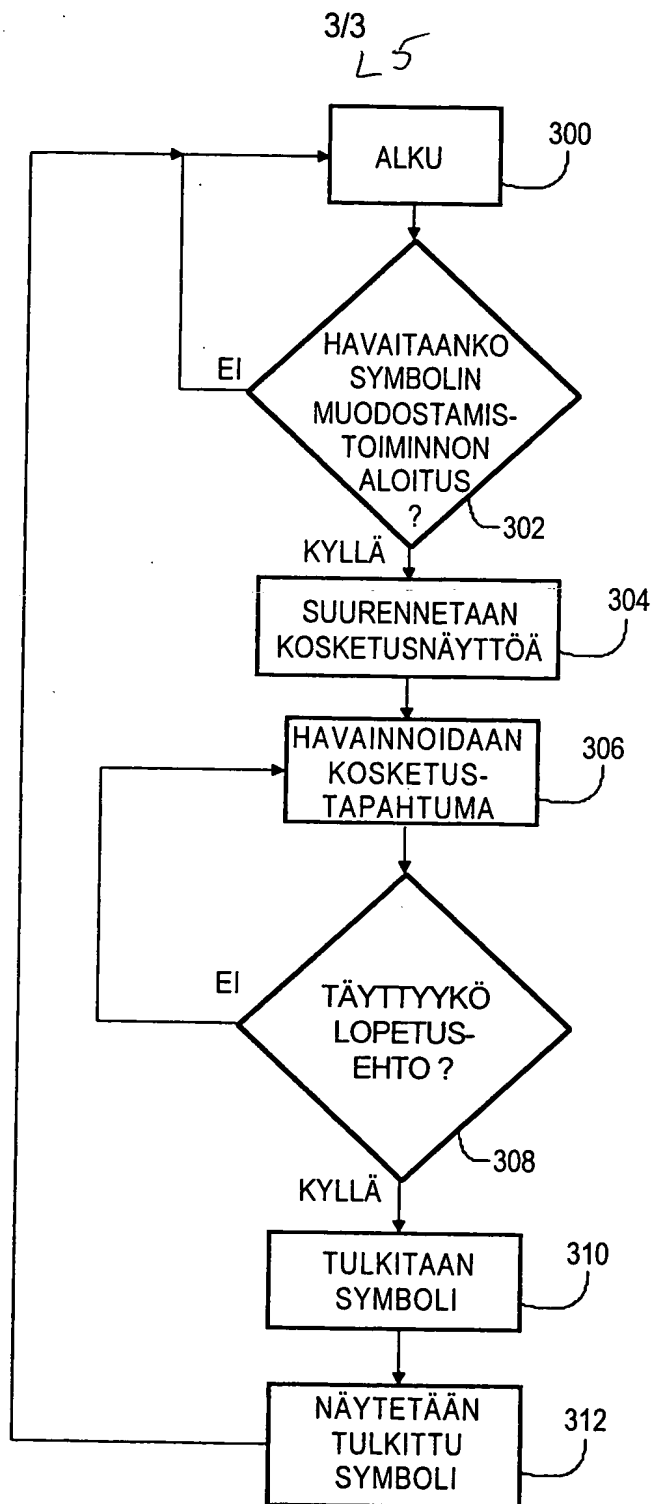 3/3
L5
ALKU
300
HAVAITAANKO
SYMBOLIN
MUODOSTAMIS-
TOIMINNON
ALOITUS
?
EI
302
KYLLÄ
SUURENNETAAN
KOSKETUSNÄYTTÖÄ
304
HAVAINNOIDAAN
KOSKETUS-
TAPAHTUMA
306
EI
TÄYTTYYKÖ
LOPETUS-
EHTO ?
308
KYLLÄ
TULKITAAN
SYMBOLI
310
NÄYTETÄÄN
TULKITTU
SYMBOLI
312